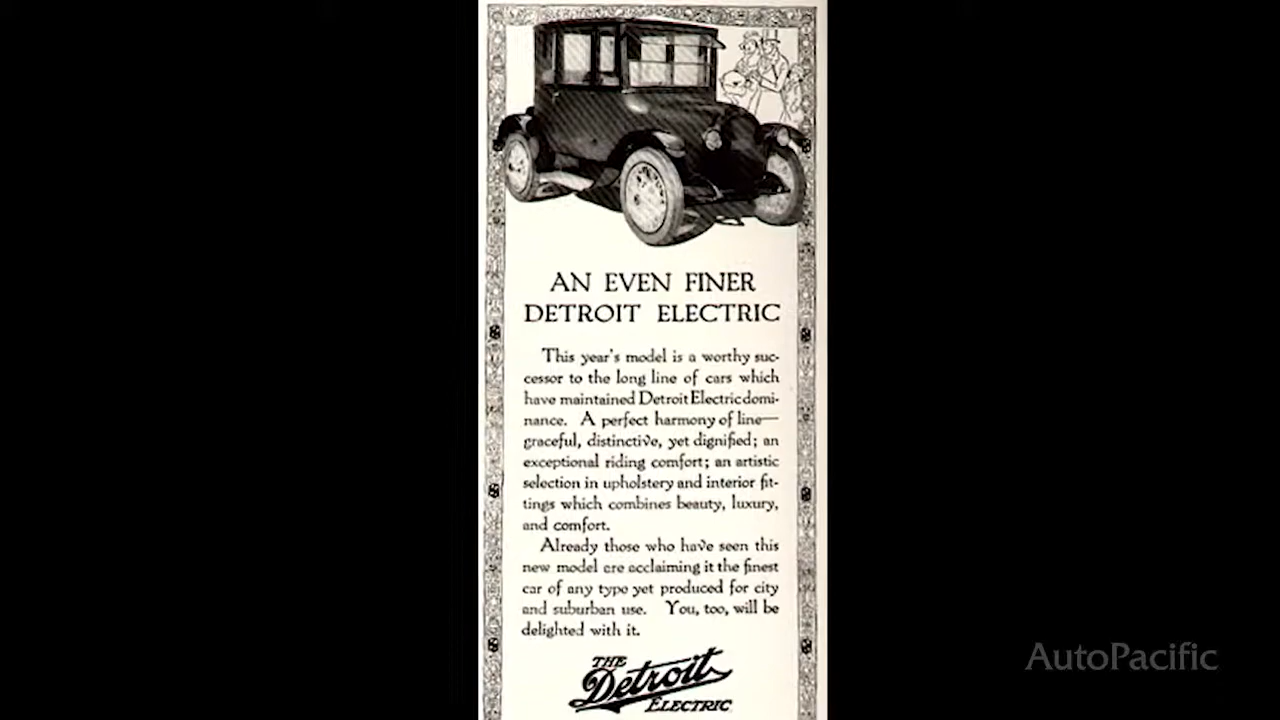 AN EVEN FINER
DETROIT ELECTRIC
This year's model is a worthy suc-
cessor to the long line of cars which
have maintained Detroit Electric domi-
nance. A perfect harmony of line—
graceful, distinctive, yet dignified; an
exceptional riding comfort; an artistic
selection in upholstery and interior fit-
tings which combines beauty, luxury,
and comfort.
Already those who have seen this
new model are acclaiming it the finest
car of any type yet produced for city
and suburban use. You, too, will be
delighted with it.
THE
Detroit
ELECTRIC
AutoPacific